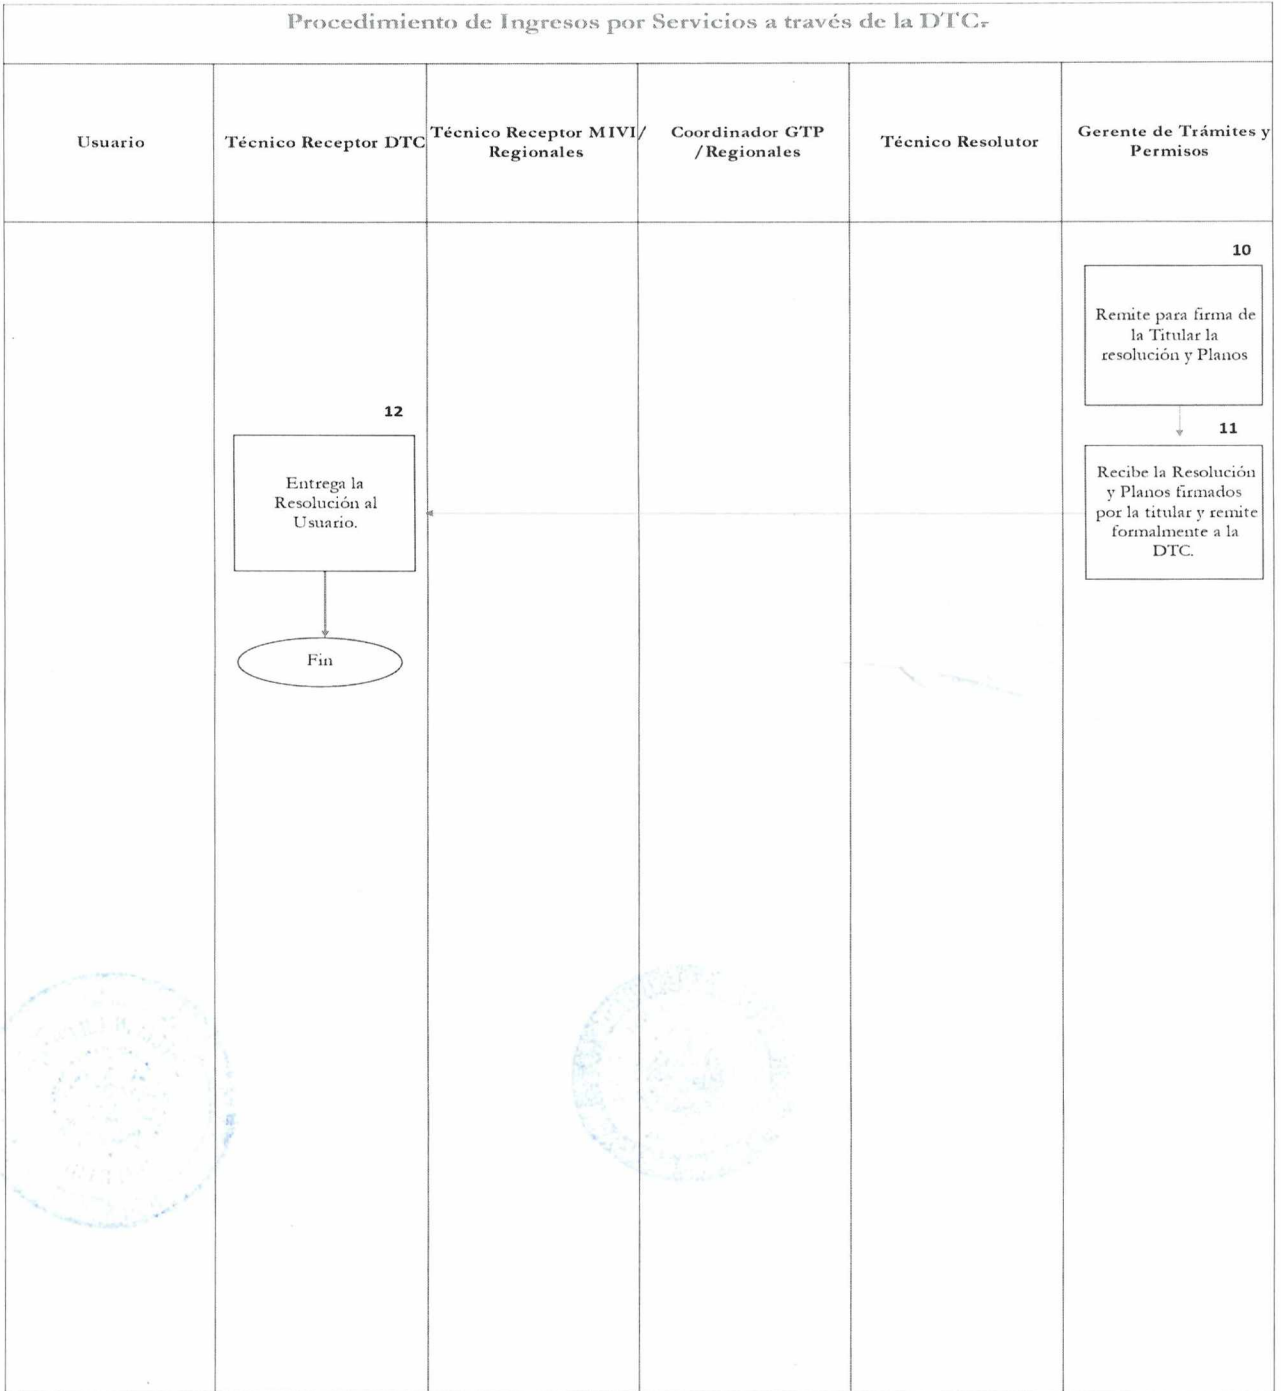 Procedimiento de Ingresos por Servicios a través de la DTC.
Usuario
Técnico Receptor DTC
Técnico Receptor MIVI/
Regionales
Coordinador GTP
/Regionales
Técnico Resolutor
Gerente de Trámites y
Permisos
10
Remite para firma de
la Titular la
resolución y Planos
11
Recibe la Resolución
y Planos firmados
por la titular y remite
formalmente a la
DTC.
12
Entrega la
Resolución al
Usuario.
Fin